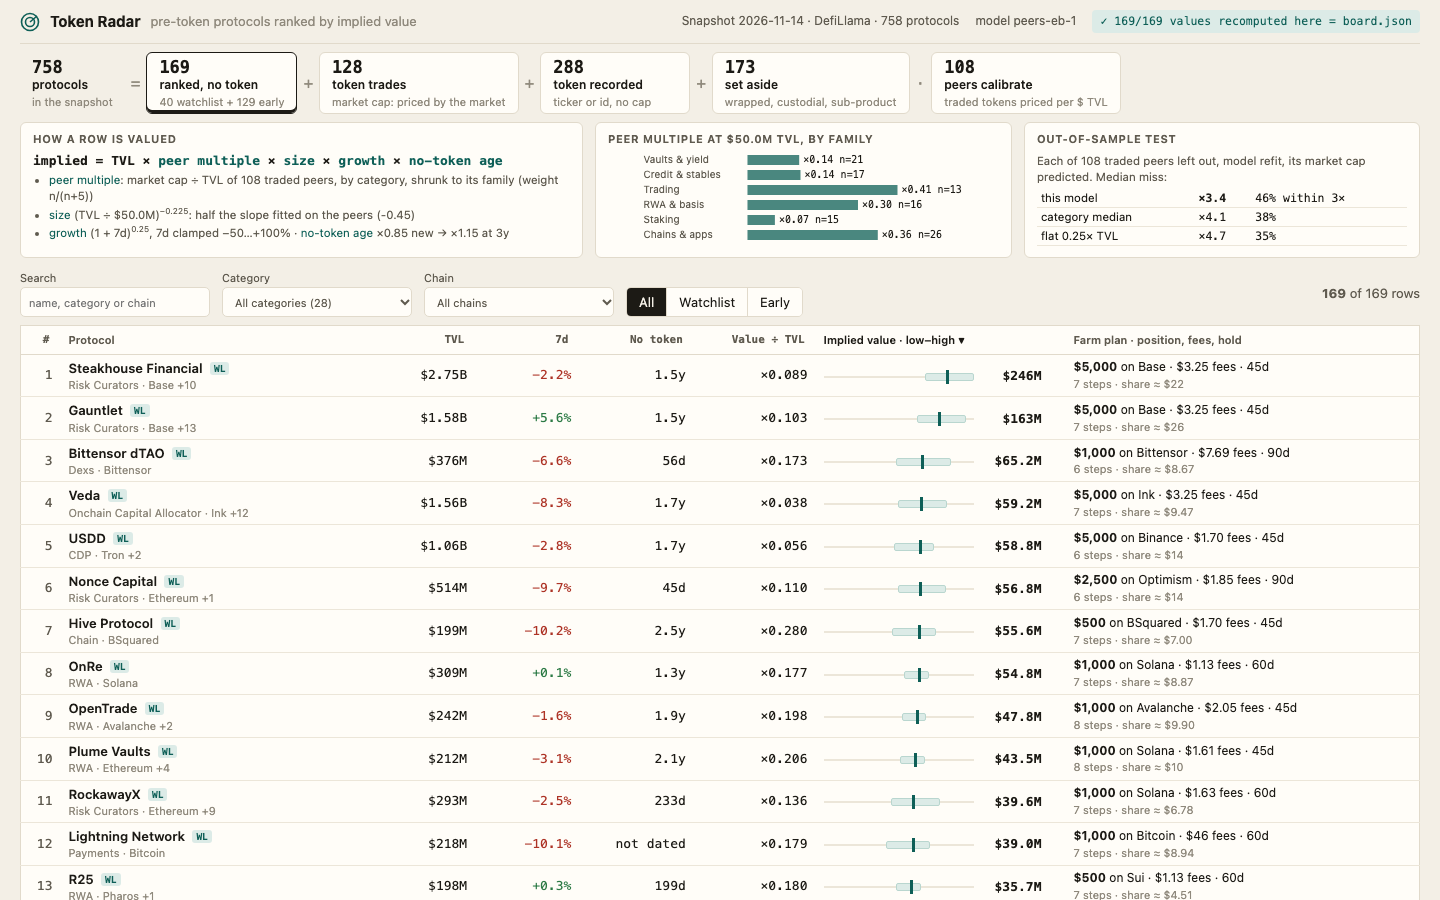 Token Radar pre-token protocols ranked by implied value
Snapshot 2026-11-14 · DefiLlama · 758 protocols model peers-eb-1 ✓ 169/169 values recomputed here = board.json
758 = 169 + 128 + 288 + 173 · 108
protocols ranked, no token token trades token recorded set aside peers calibrate
in the snapshot 40 watchlist + 129 early market cap: priced by the market ticker or id, no cap wrapped, custodial, sub-product traded tokens priced per $ TVL
HOW A ROW IS VALUED
implied = TVL × peer multiple × size × growth × no-token age
• peer multiple: market cap ÷ TVL of 108 traded peers, by category, shrunk to its family (weight
n/(n+5))
• size (TVL ÷ $50.0M)^−0.225: half the slope fitted on the peers (-0.45)
• growth (1 + 7d)^0.25, 7d clamped −50…+100% · no-token age ×0.85 new → ×1.15 at 3y
PEER MULTIPLE AT $50.0M TVL, BY FAMILY
Vaults & yield ×0.14 n=21
Credit & stables ×0.14 n=17
Trading ×0.41 n=13
RWA & basis ×0.30 n=16
Staking ×0.07 n=15
Chains & apps ×0.36 n=26
OUT-OF-SAMPLE TEST
Each of 108 traded peers left out, model refit, its market cap
predicted. Median miss:
this model ×3.4 46% within 3×
category median ×4.1 38%
flat 0.25× TVL ×4.7 35%
Search Category Chain
name, category or chain All categories (28) All chains All Watchlist Early 169 of 169 rows
# Protocol TVL 7d No token Value ÷ TVL Implied value · low–high ▾ Farm plan · position, fees, hold
1 Steakhouse Financial WL $2.75B −2.2% 1.5y ×0.089 $246M $5,000 on Base · $3.25 fees · 45d
Risk Curators · Base +10 7 steps · share ≈ $22
2 Gauntlet WL $1.58B +5.6% 1.5y ×0.103 $163M $5,000 on Base · $3.25 fees · 45d
Risk Curators · Base +13 7 steps · share ≈ $26
3 Bittensor dTAO WL $376M −6.6% 56d ×0.173 $65.2M $1,000 on Bittensor · $7.69 fees · 90d
Dexs · Bittensor 6 steps · share ≈ $8.67
4 Veda WL $1.56B −8.3% 1.7y ×0.038 $59.2M $5,000 on Ink · $3.25 fees · 45d
Onchain Capital Allocator · Ink +12 7 steps · share ≈ $9.47
5 USDD WL $1.06B −2.8% 1.7y ×0.056 $58.8M $5,000 on Binance · $1.70 fees · 45d
CDP · Tron +2 6 steps · share ≈ $14
6 Nonce Capital WL $514M −9.7% 45d ×0.110 $56.8M $2,500 on Optimism · $1.85 fees · 90d
Risk Curators · Ethereum +1 6 steps · share ≈ $14
7 Hive Protocol WL $199M −10.2% 2.5y ×0.280 $55.6M $500 on BSquared · $1.70 fees · 45d
Chain · BSquared 7 steps · share ≈ $7.00
8 OnRe WL $309M +0.1% 1.3y ×0.177 $54.8M $1,000 on Solana · $1.13 fees · 60d
RWA · Solana 7 steps · share ≈ $8.87
9 OpenTrade WL $242M −1.6% 1.9y ×0.198 $47.8M $1,000 on Avalanche · $2.05 fees · 45d
RWA · Avalanche +2 8 steps · share ≈ $9.90
10 Plume Vaults WL $212M −3.1% 2.1y ×0.206 $43.5M $1,000 on Solana · $1.61 fees · 45d
RWA · Ethereum +4 8 steps · share ≈ $10
11 RockawayX WL $293M −2.5% 233d ×0.136 $39.6M $1,000 on Solana · $1.63 fees · 60d
Risk Curators · Ethereum +9 7 steps · share ≈ $6.78
12 Lightning Network WL $218M −10.1% not dated ×0.179 $39.0M $1,000 on Bitcoin · $46 fees · 60d
Payments · Bitcoin 7 steps · share ≈ $8.94
13 R25 WL $198M +0.3% 199d ×0.180 $35.7M $500 on Sui · $1.13 fees · 60d
RWA · Pharos +1 7 steps · share ≈ $4.51